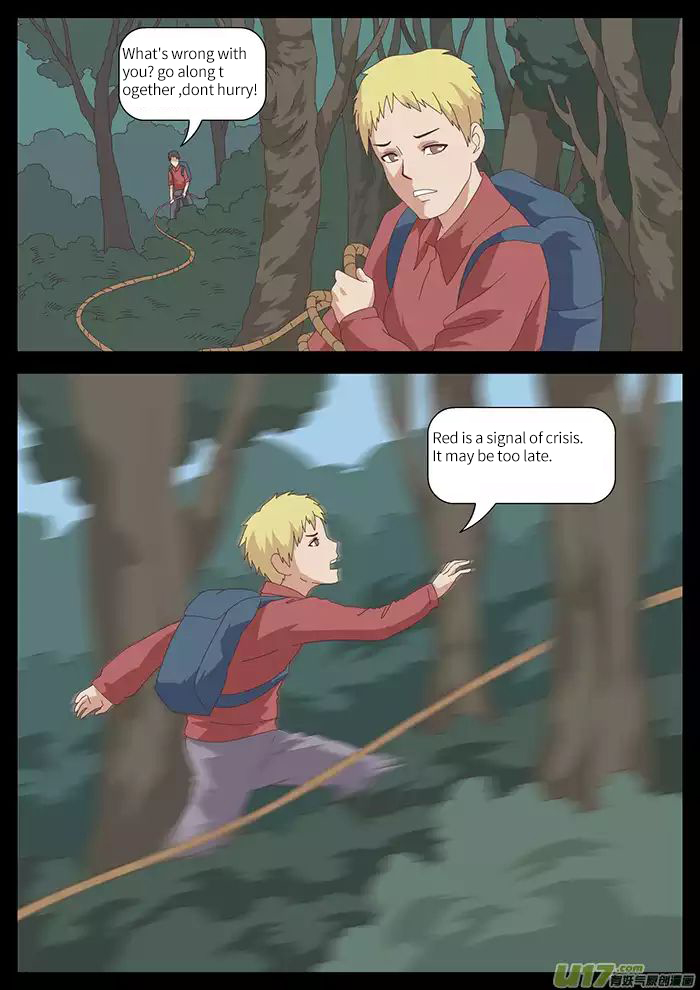 What's wrong with
you? go along t
ogether ,dont hurry!
Red is a signal of crisis.
It may be too late.
U17.com
有妖气原创漫画